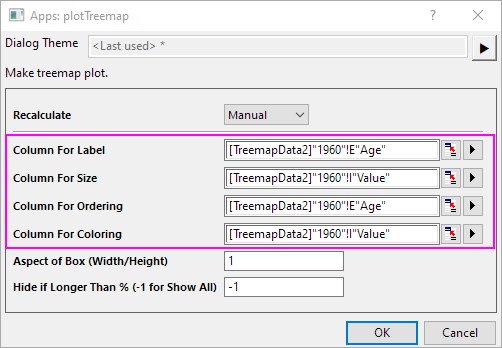 Apps: plotTreemap ? ×
Dialog Theme <Last used> *
Make treemap plot.
Recalculate Manual
Column For Label [TreemapData2]"1960"!E"Age"
Column For Size [TreemapData2]"1960"!I"Value"
Column For Ordering [TreemapData2]"1960"!E"Age"
Column For Coloring [TreemapData2]"1960"!I"Value"
Aspect of Box (Width/Height) 1
Hide if Longer Than % (-1 for Show All) -1
OK Cancel